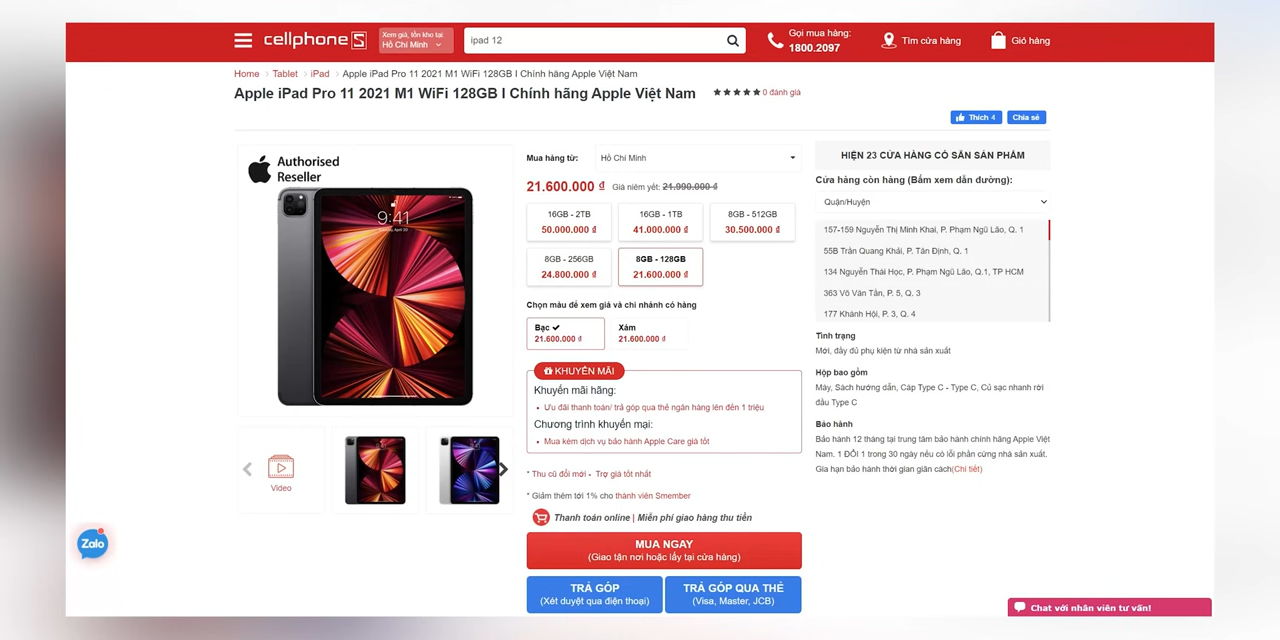 cellphoneS
Xem giá, tồn kho tại
Hồ Chí Minh
ipad 12
Gọi mua hàng:
1800.2097
Tìm cửa hàng
Giỏ hàng
Home > Tablet > iPad > Apple iPad Pro 11 2021 M1 WiFi 128GB I Chính hãng Apple Việt Nam
Apple iPad Pro 11 2021 M1 WiFi 128GB I Chính hãng Apple Việt Nam
0 đánh giá
Thích 4
Chia sẻ
Authorised
Reseller
9:41
Video
Mua hàng từ:
Hồ Chí Minh
21.600.000 ₫ Giá niêm yết: 21.990.000 ₫
16GB - 2TB
50.000.000 ₫
16GB - 1TB
41.000.000 ₫
8GB - 512GB
30.500.000 ₫
8GB - 256GB
24.800.000 ₫
8GB - 128GB
21.600.000 ₫
Chọn màu để xem giá và chi nhánh có hàng
Bạc
21.600.000 ₫
Xám
21.600.000 ₫
KHUYẾN MÃI
Khuyến mãi hãng:
Ưu đãi thanh toán/ trả góp qua thẻ ngân hàng lên đến 1 triệu
Chương trình khuyến mại:
Mua kèm dịch vụ bảo hành Apple Care giá tốt
* Thu cũ đổi mới - Trợ giá tốt nhất
* Giảm thêm tới 1% cho thành viên Smember
Thanh toán online | Miễn phí giao hàng thu tiền
MUA NGAY
(Giao tận nơi hoặc lấy tại cửa hàng)
TRẢ GÓP
(Xét duyệt qua điện thoại)
TRẢ GÓP QUA THẺ
(Visa, Master, JCB)
HIỆN 23 CỬA HÀNG CÓ SẴN SẢN PHẨM
Cửa hàng còn hàng (Bấm xem dẫn đường):
Quận/Huyện
157-159 Nguyễn Thị Minh Khai, P. Phạm Ngũ Lão, Q. 1
55B Trần Quang Khải, P. Tân Định, Q. 1
134 Nguyễn Thái Học, P. Phạm Ngũ Lão, Q.1, TP HCM
363 Võ Văn Tần, P. 5, Q. 3
177 Khánh Hội, P. 3, Q. 4
Tình trạng
Mới, đầy đủ phụ kiện từ nhà sản xuất
Hộp bao gồm
Máy, Sách hướng dẫn, Cáp Type C - Type C, Củ sạc nhanh rời
đầu Type C
Bảo hành
Bảo hành 12 tháng tại trung tâm bảo hành chính hãng Apple Việt
Nam. 1 ĐỔI 1 trong 30 ngày nếu có lỗi phần cứng nhà sản xuất.
Gia hạn bảo hành thời gian giãn cách(Chi tiết)
Zalo
Chat với nhân viên tư vấn!